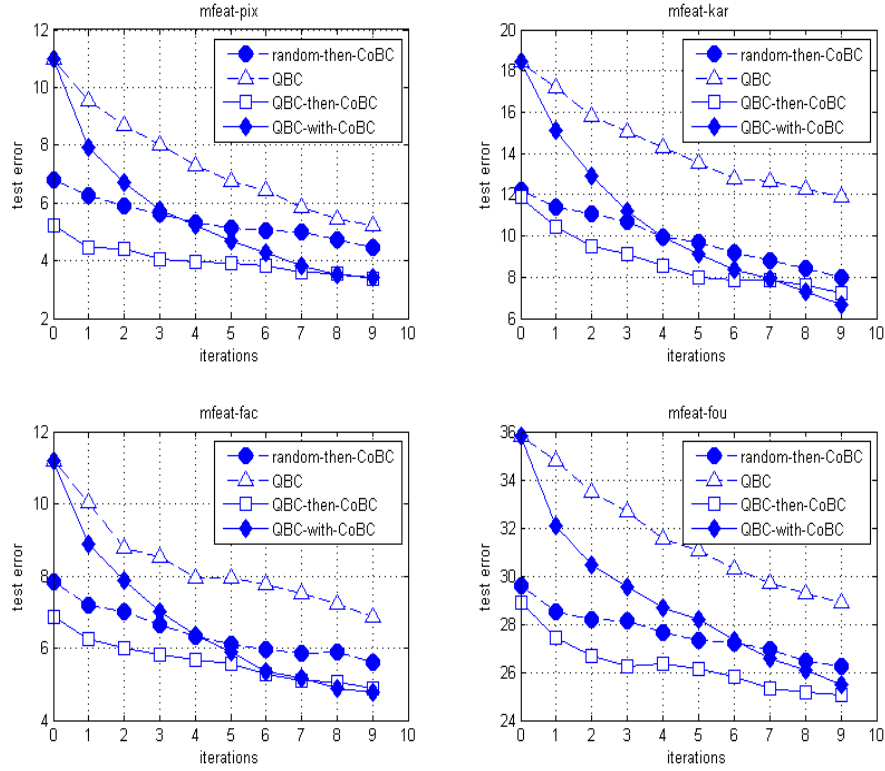 mfeat-pix
12
10
8
6
4
2
test error
random-then-CoBC
QBC
QBC-then-CoBC
QBC-with-CoBC
0 1 2 3 4 5 6 7 8 9 10
iterations
mfeat-kar
20
18
16
14
12
10
8
6
test error
random-then-CoBC
QBC
QBC-then-CoBC
QBC-with-CoBC
0 1 2 3 4 5 6 7 8 9 10
iterations
mfeat-fac
12
10
8
6
4
test error
random-then-CoBC
QBC
QBC-then-CoBC
QBC-with-CoBC
0 1 2 3 4 5 6 7 8 9 10
iterations
mfeat-fou
36
34
32
30
28
26
24
test error
random-then-CoBC
QBC
QBC-then-CoBC
QBC-with-CoBC
0 1 2 3 4 5 6 7 8 9 10
iterations